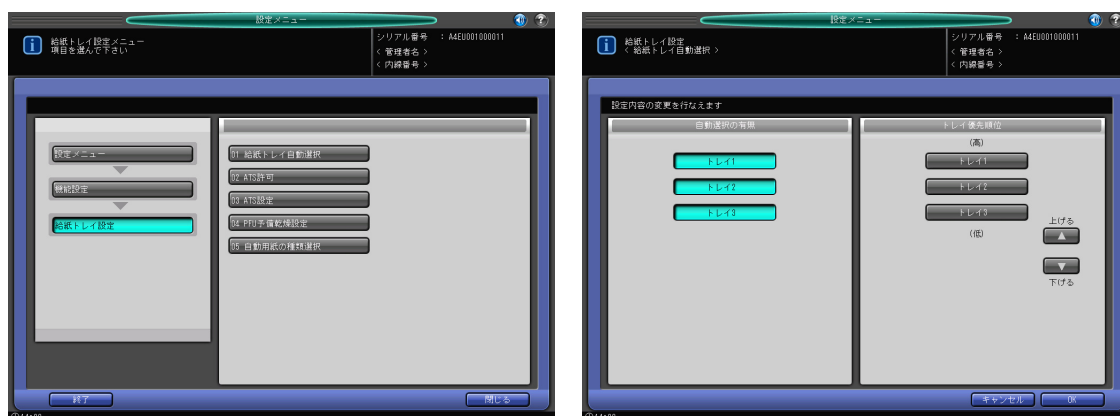 設定メニュー
給紙トレイ設定メニュー
項目を選んで下さい
シリアル番号 : A4EU001000011
< 管理者名 >
< 内線番号 >
設定メニュー
機能設定
給紙トレイ設定
01 給紙トレイ自動選択
02 ATS許可
03 ATS設定
04 PFU予備乾燥設定
05 自動用紙の種類選択
終了
閉じる
設定メニュー
給紙トレイ設定
< 給紙トレイ自動選択 >
シリアル番号 : A4EU001000011
< 管理者名 >
< 内線番号 >
設定内容の変更を行なえます
自動選択の有無
トレイ1
トレイ2
トレイ3
トレイ優先順位
(高)
トレイ1
トレイ2
トレイ3
(低)
上げる
下げる
キャンセル
OK